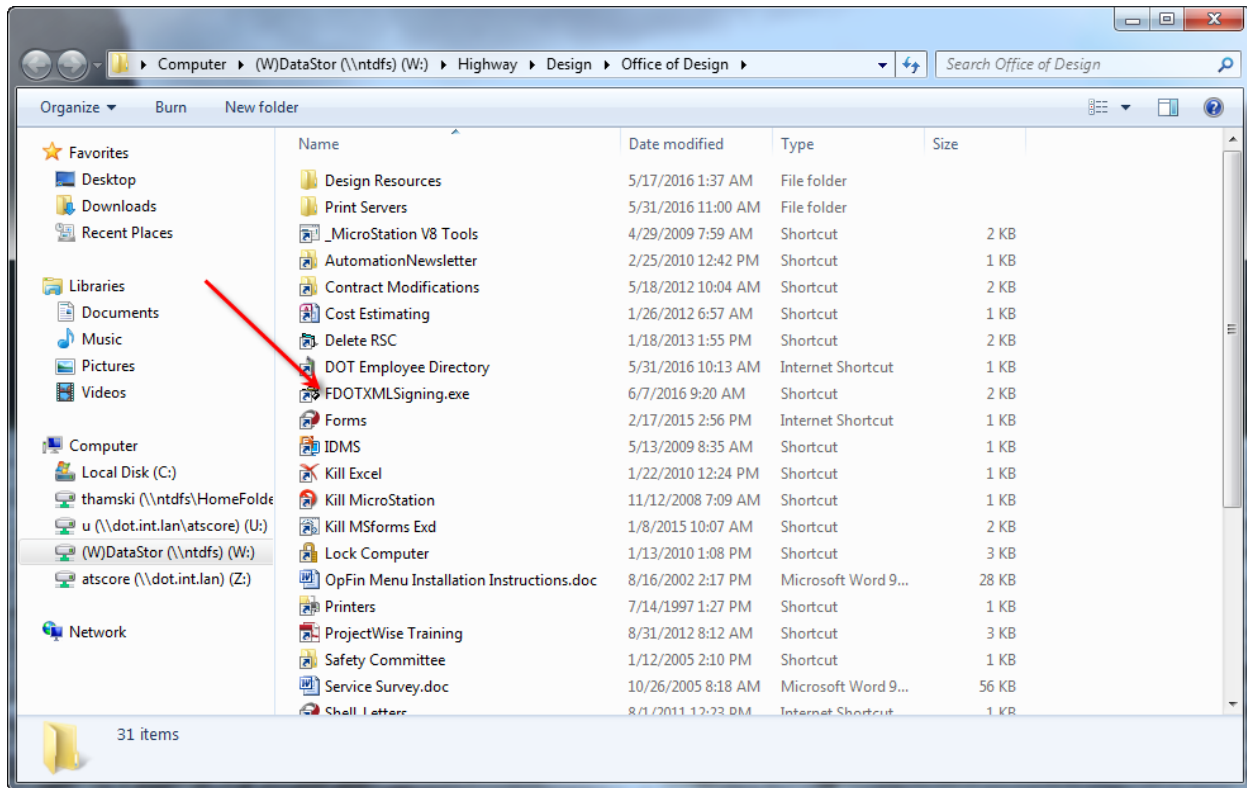 Computer (W)DataStor (\\ntdfs) (W:) Highway Design Office of Design Search Office of Design
Organize Burn New folder
Name Date modified Type Size
Favorites
Desktop
Downloads
Recent Places
Libraries
Documents
Music
Pictures
Videos
Computer
Local Disk (C:)
thamski (\\ntdfs\HomeFolde
u (\\dot.int.lan\atscore) (U:)
(W)DataStor (\\ntdfs) (W:)
atscore (\\dot.int.lan) (Z:)
Network
Design Resources 5/17/2016 1:37 AM File folder
Print Servers 5/31/2016 11:00 AM File folder
_MicroStation V8 Tools 4/29/2009 7:59 AM Shortcut 2 KB
AutomationNewsletter 2/25/2010 12:42 PM Shortcut 1 KB
Contract Modifications 5/18/2012 10:04 AM Shortcut 2 KB
Cost Estimating 1/26/2012 6:57 AM Shortcut 1 KB
Delete RSC 1/18/2013 1:55 PM Shortcut 2 KB
DOT Employee Directory 5/31/2016 10:13 AM Internet Shortcut 1 KB
FDOTXMLSigning.exe 6/7/2016 9:20 AM Shortcut 2 KB
Forms 2/17/2015 2:56 PM Internet Shortcut 1 KB
IDMS 5/13/2009 8:35 AM Shortcut 1 KB
Kill Excel 1/22/2010 12:24 PM Shortcut 1 KB
Kill MicroStation 11/12/2008 7:09 AM Shortcut 1 KB
Kill MSforms Exd 1/8/2015 10:07 AM Shortcut 2 KB
Lock Computer 1/13/2010 1:08 PM Shortcut 3 KB
OpFin Menu Installation Instructions.doc 8/16/2002 2:17 PM Microsoft Word 9... 28 KB
Printers 7/14/1997 1:27 PM Shortcut 1 KB
ProjectWise Training 8/31/2012 8:12 AM Shortcut 3 KB
Safety Committee 1/12/2005 2:10 PM Shortcut 1 KB
Service Survey.doc 10/26/2005 8:18 AM Microsoft Word 9... 56 KB
Shell Letters 8/1/2011 12:23 PM Internet Shortcut 1 KB
31 items